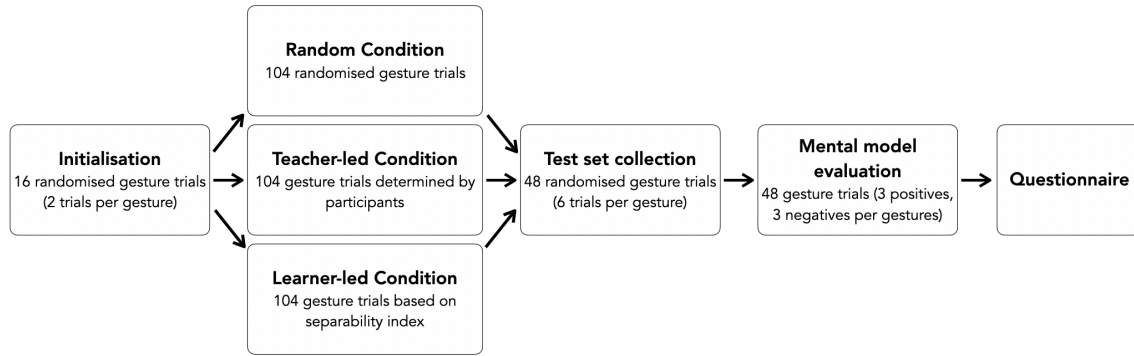 Random Condition
104 randomised gesture trials
Initialisation
16 randomised gesture trials
(2 trials per gesture)
Teacher-led Condition
104 gesture trials determined by
participants
Learner-led Condition
104 gesture trials based on
separability index
Test set collection
48 randomised gesture trials
(6 trials per gesture)
Mental model
evaluation
48 gesture trials (3 positives,
3 negatives per gestures)
Questionnaire